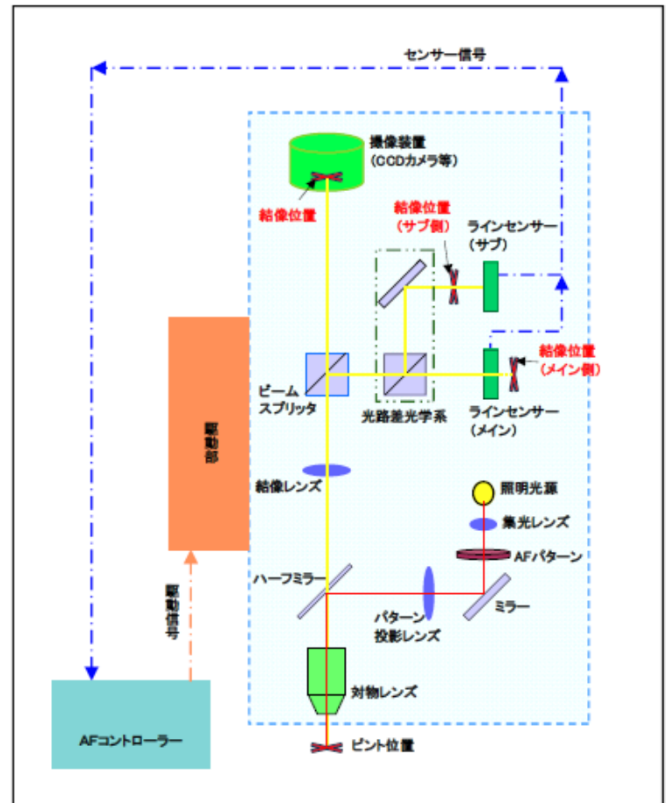 センサー信号
撮像装置
(CCDカメラ等)
結像位置
結像位置
(サブ側)
ラインセンサー
(サブ)
結像位置
(メイン側)
ビーム
スプリッタ
光路差光学系
ラインセンサー
(メイン)
駆動部
結像レンズ
照明光源
集光レンズ
AFパターン
ハーフミラー
パターン
投影レンズ
ミラー
駆動信号
対物レンズ
AFコントローラー
ピント位置